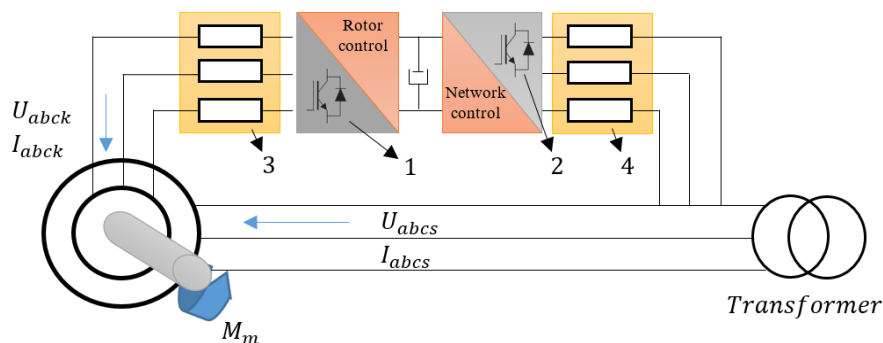 Rotor
control
Network
control
U_abck
I_abck
3
1
2
4
U_abcs
I_abcs
M_m
Transformer